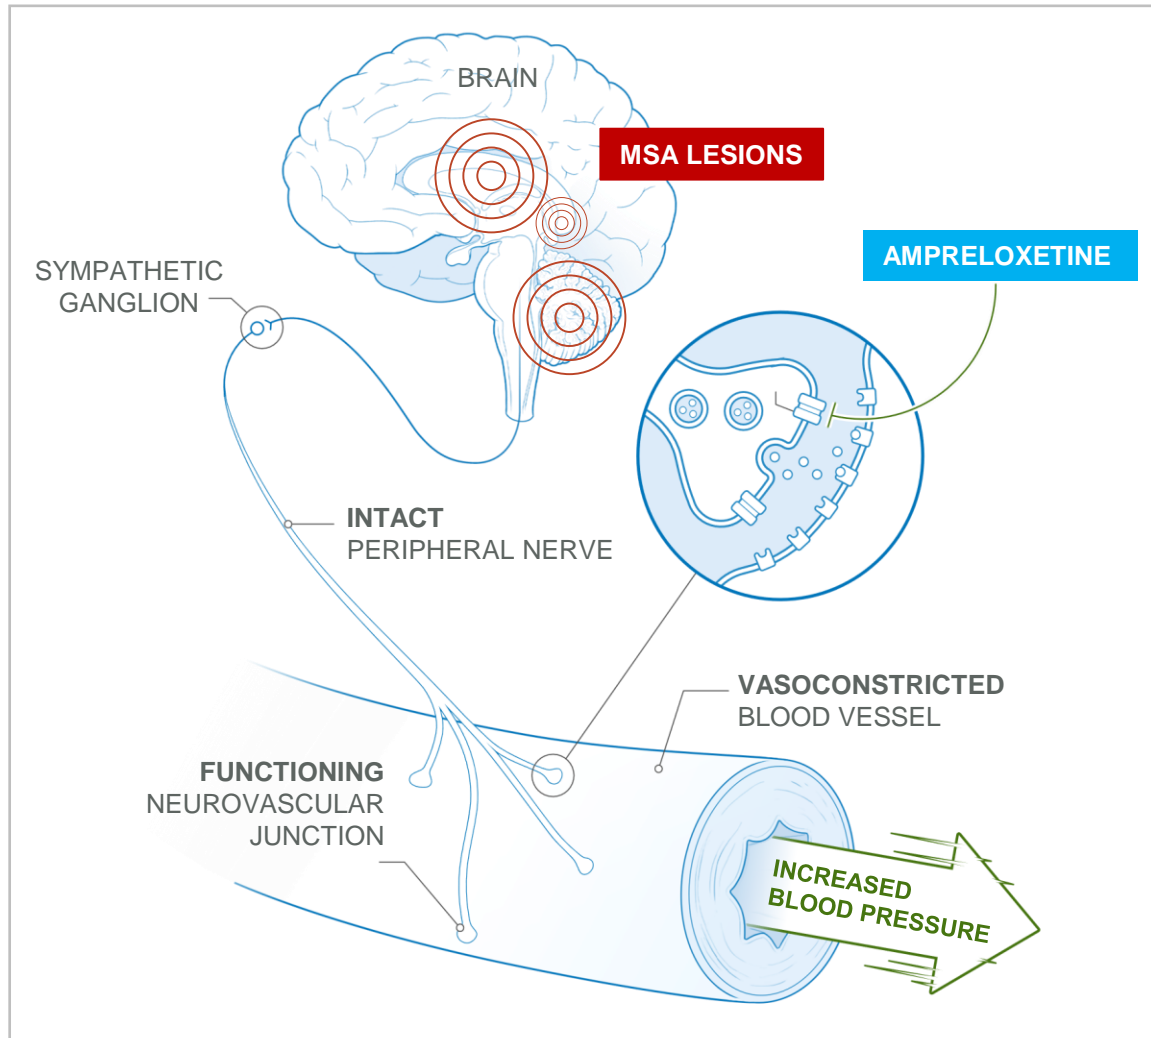 BRAIN
MSA LESIONS
AMPRELOXETINE
SYMPATHETIC
GANGLION
INTACT
PERIPHERAL NERVE
VASOCONSTRICTED
BLOOD VESSEL
FUNCTIONING
NEUROVASCULAR
JUNCTION
INCREASED
BLOOD PRESSURE